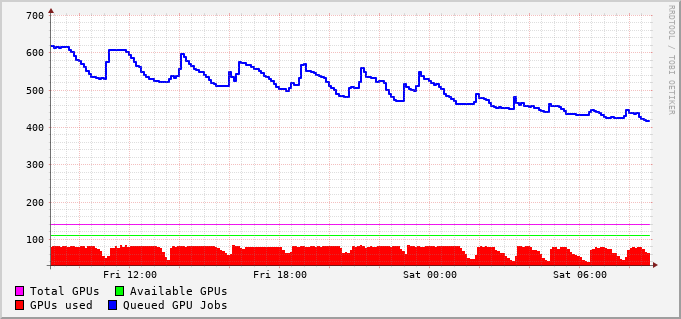 700
600
500
400
300
200
100
Fri 12:00 Fri 18:00 Sat 00:00 Sat 06:00
Total GPUs Available GPUs
GPUs used Queued GPU Jobs
RRDTOOL / TOBI OETIKER